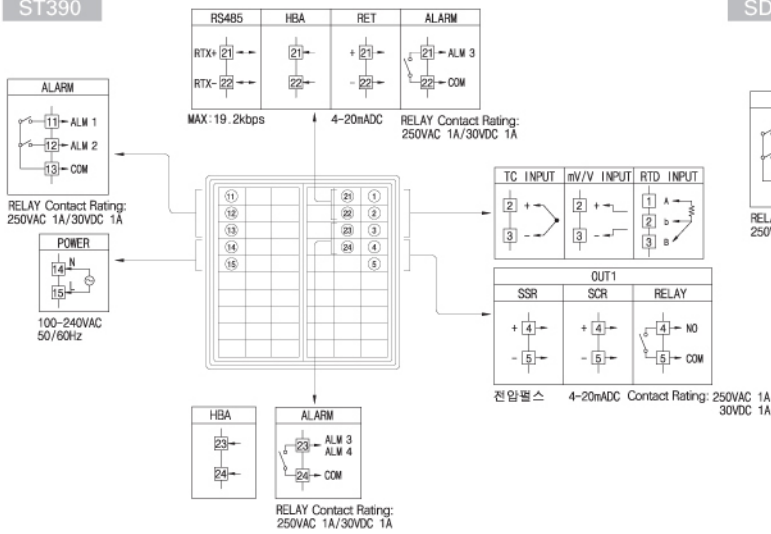 ST390
SD
RS485 HBA RET ALARM
RTX+ 21 21 + 21 21 ALM 3
RTX- 22 22 - 22 22 COM
MAX:19.2kbps 4-20mADC RELAY Contact Rating:
250VAC 1A/30VDC 1A
ALARM
11 ALM 1
12 ALM 2
13 COM
RELAY Contact Rating:
250VAC 1A/30VDC 1A
POWER
14 N
15 L
100-240VAC
50/60Hz
11 21 1
12 22 2
13 23 3
14 24 4
15 5
TC INPUT mV/V INPUT RTD INPUT
1 A
2 + 2 + 2 b
3 - 3 - 3 B
OUT1
SSR SCR RELAY
+ 4 + 4 4 NO
- 5 - 5 5 COM
전압펄스 4-20mADC Contact Rating: 250VAC 1A
30VDC 1A
HBA
23
24
ALARM
23 ALM 3
ALM 4
24 COM
RELAY Contact Rating:
250VAC 1A/30VDC 1A
RELA
250V